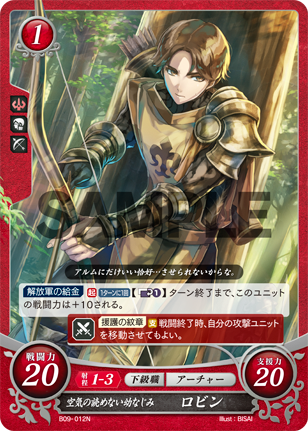 1
SAMPLE
アルムにだけいい恰好…させられないからな。
解放軍の給金 起 1ターンに1回 【①】 ターン終了まで、このユニット
の戦闘力は+10される。
援護の紋章 戦闘終了時、自分の攻撃ユニット
を移動させてもよい。
戦闘力
20
射程 1-3 下級職 アーチャー
支援力
20
空気の読めない幼なじみ ロビン
B09-012N Illust : BISAI